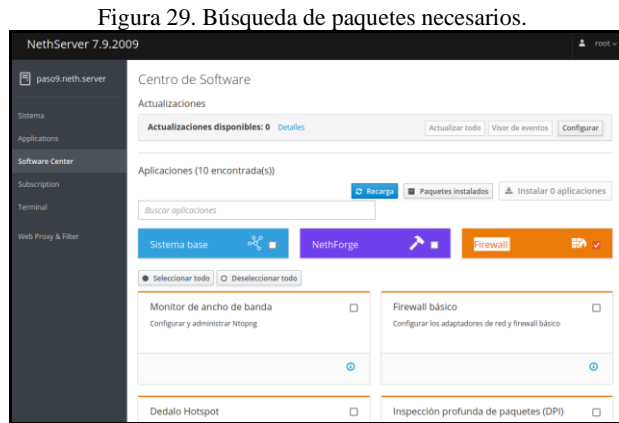 Figura 29. Búsqueda de paquetes necesarios.
NethServer 7.9.2009
root
paso9.neth.server
Sistema
Applications
Software Center
Subscription
Terminal
Web Proxy & Filter
Centro de Software
Actualizaciones
Actualizaciones disponibles: 0 Detalles
Actualizar todo Visor de eventos Configurar
Aplicaciones (10 encontrada(s))
Recarga Paquetes instalados Instalar 0 aplicaciones
Buscar aplicaciones
Sistema base NethForge Firewall
Seleccionar todo Deseleccionar todo
Monitor de ancho de banda
Configurar y administrar Ntopng
Firewall básico
Configurar los adaptadores de red y firewall básico
Dedalo Hotspot
Inspección profunda de paquetes (DPI)